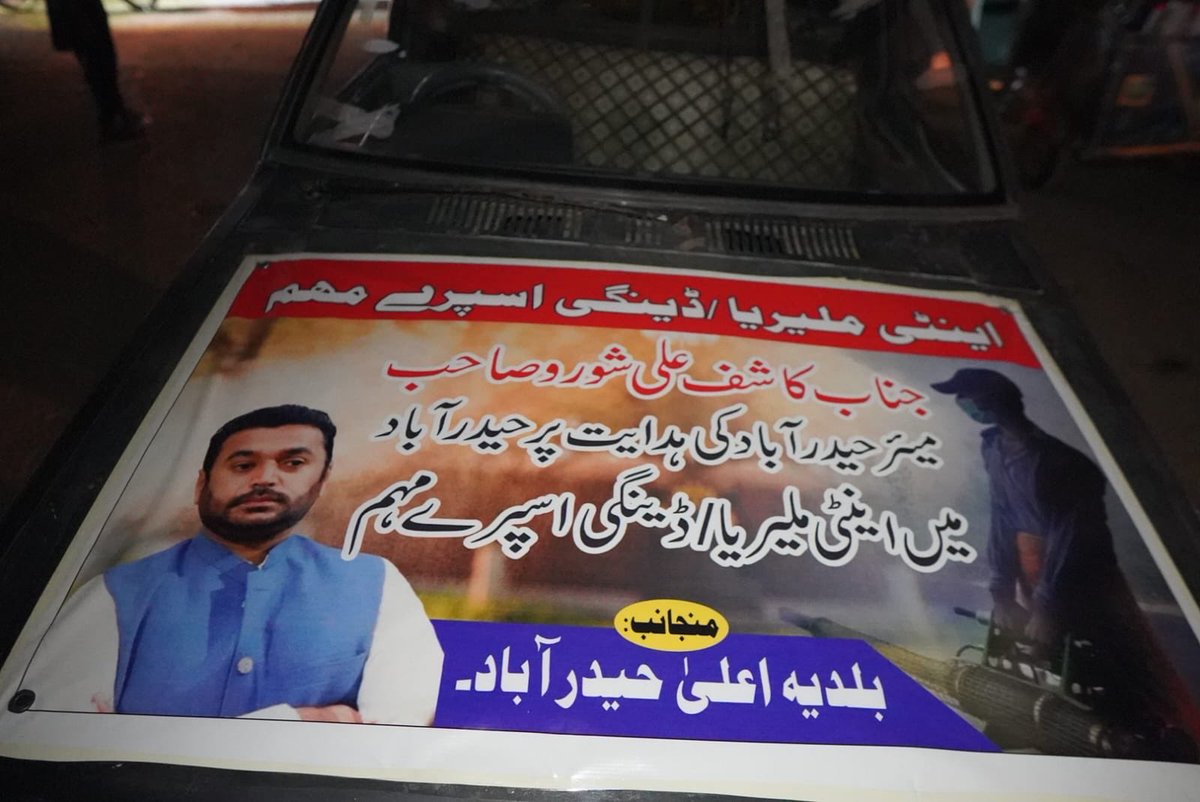 اینٹی ملیریا/ڈینگی اسپرے مہم
جناب کاشف علی شورو صاحب
میئر حیدرآباد کی ہدایت پر حیدرآباد
میں اینٹی ملیریا/ڈینگی اسپرے مہم
منجانب:
بلدیہ اعلیٰ حیدرآباد۔